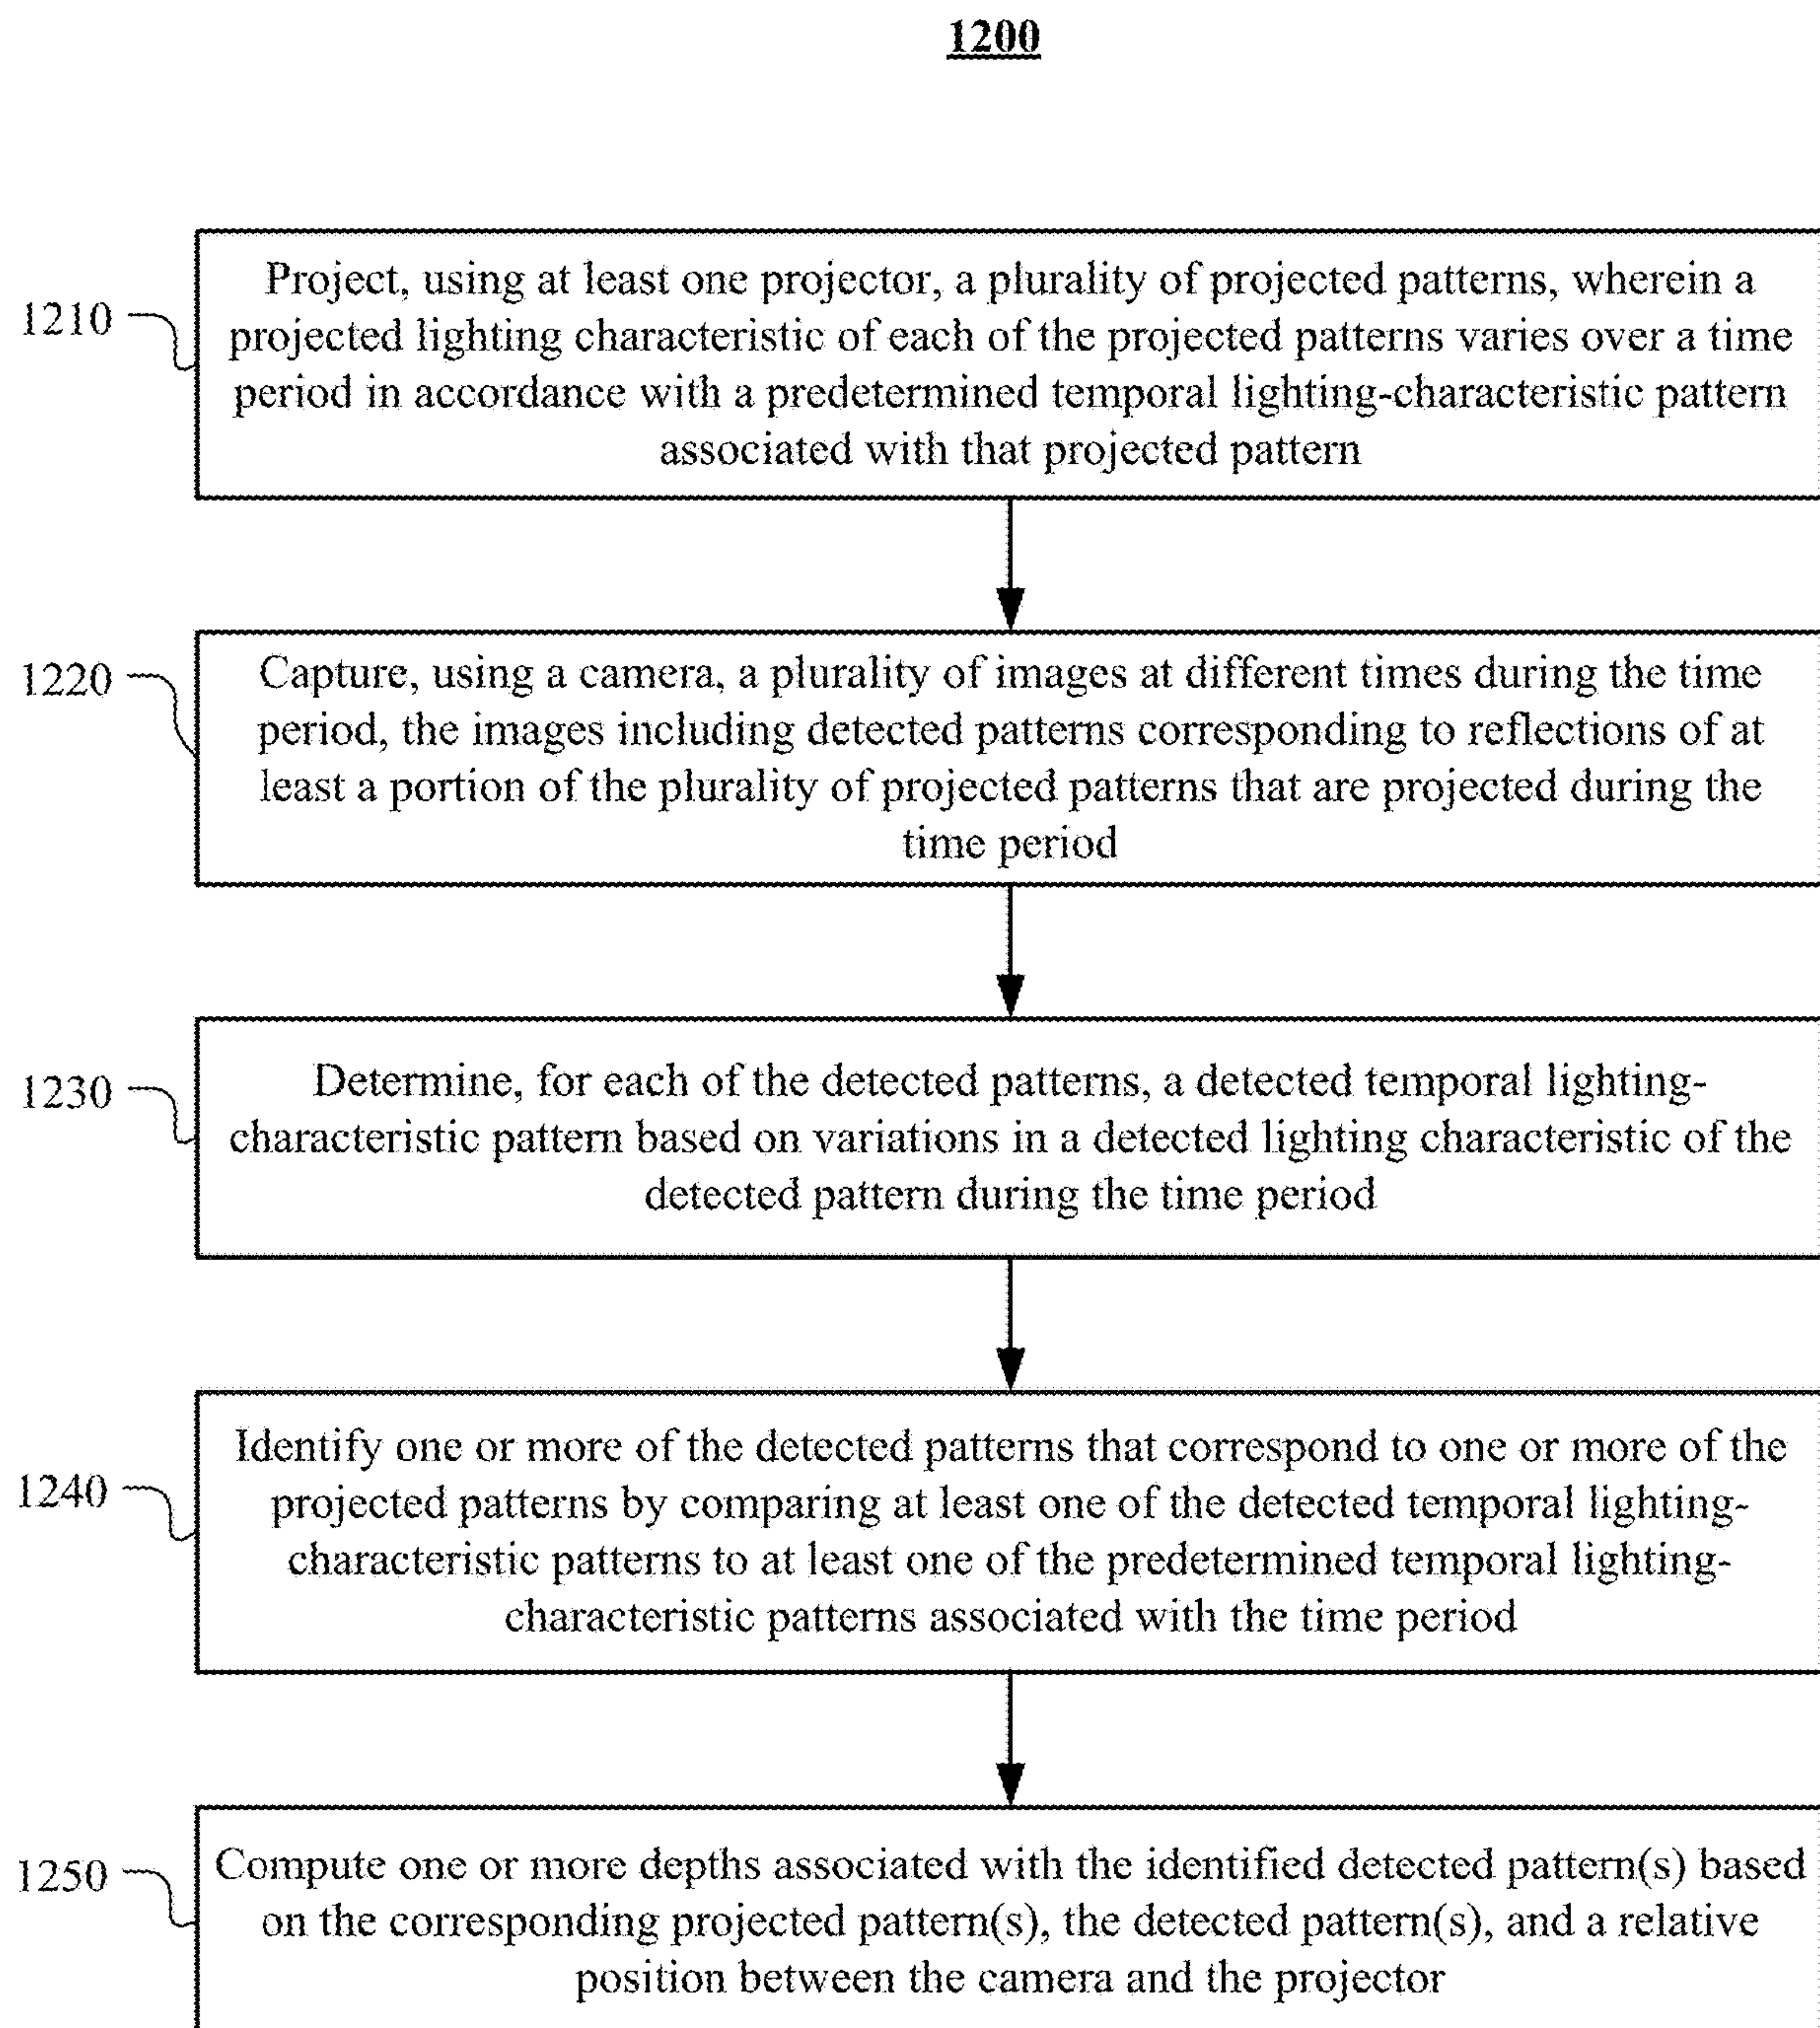 1200
1210
Project, using at least one projector, a plurality of projected patterns, wherein a
projected lighting characteristic of each of the projected patterns varies over a time
period in accordance with a predetermined temporal lighting-characteristic pattern
associated with that projected pattern
1220
Capture, using a camera, a plurality of images at different times during the time
period, the images including detected patterns corresponding to reflections of at
least a portion of the plurality of projected patterns that are projected during the
time period
1230
Determine, for each of the detected patterns, a detected temporal lighting-
characteristic pattern based on variations in a detected lighting characteristic of the
detected pattern during the time period
1240
Identify one or more of the detected patterns that correspond to one or more of the
projected patterns by comparing at least one of the detected temporal lighting-
characteristic patterns to at least one of the predetermined temporal lighting-
characteristic patterns associated with the time period
1250
Compute one or more depths associated with the identified detected pattern(s) based
on the corresponding projected pattern(s), the detected pattern(s), and a relative
position between the camera and the projector